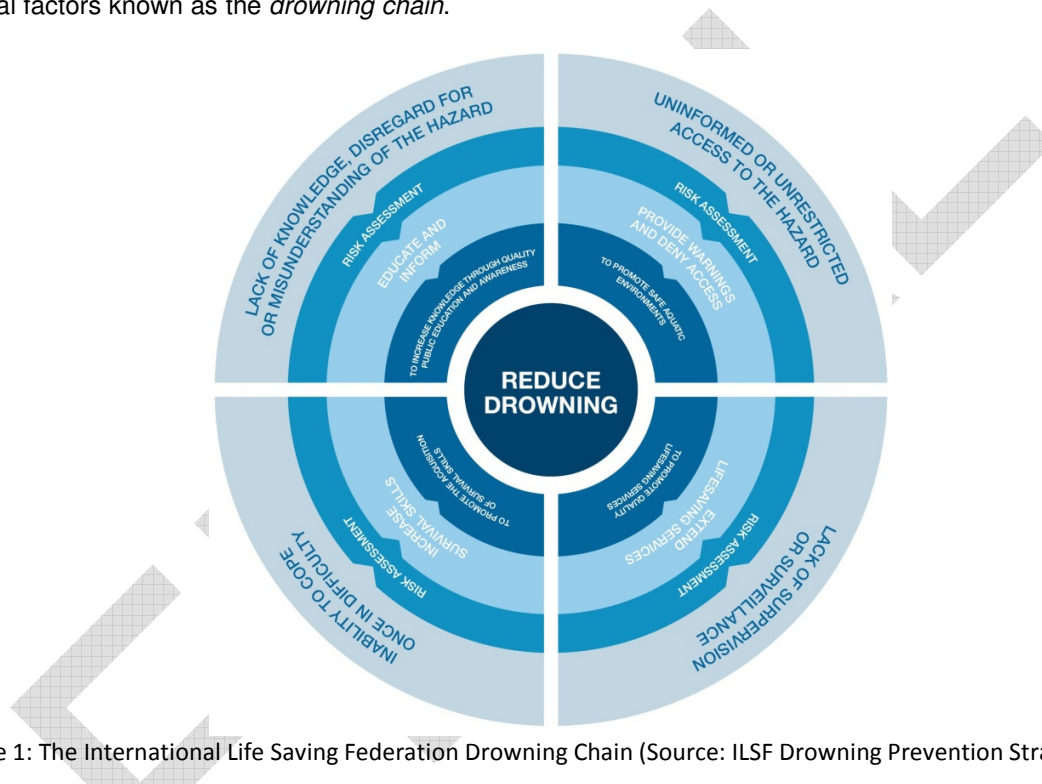 al factors known as the drowning chain.
LACK OF KNOWLEDGE, DISREGARD FOR
OR MISUNDERSTANDING OF THE HAZARD
RISK ASSESSMENT
EDUCATE AND
INFORM
TO INCREASE KNOWLEDGE THROUGH QUALITY
PUBLIC EDUCATION AND AWARENESS
UNINFORMED OR UNRESTRICTED
ACCESS TO THE HAZARD
RISK ASSESSMENT
PROVIDE WARNINGS
AND DENY ACCESS
TO PROMOTE SAFE AQUATIC
ENVIRONMENTS
REDUCE
DROWNING
TO PROMOTE THE ACQUISITION
OF SURVIVAL SKILLS
INCREASE
SURVIVAL SKILLS
RISK ASSESSMENT
INABILITY TO COPE
ONCE IN DIFFICULTY
TO PROMOTE QUALITY
LIFESAVING SERVICES
EXTEND
LIFESAVING SERVICES
RISK ASSESSMENT
LACK OF SURPERVISION
OR SURVEILLANCE
e 1: The International Life Saving Federation Drowning Chain (Source: ILSF Drowning Prevention Stra